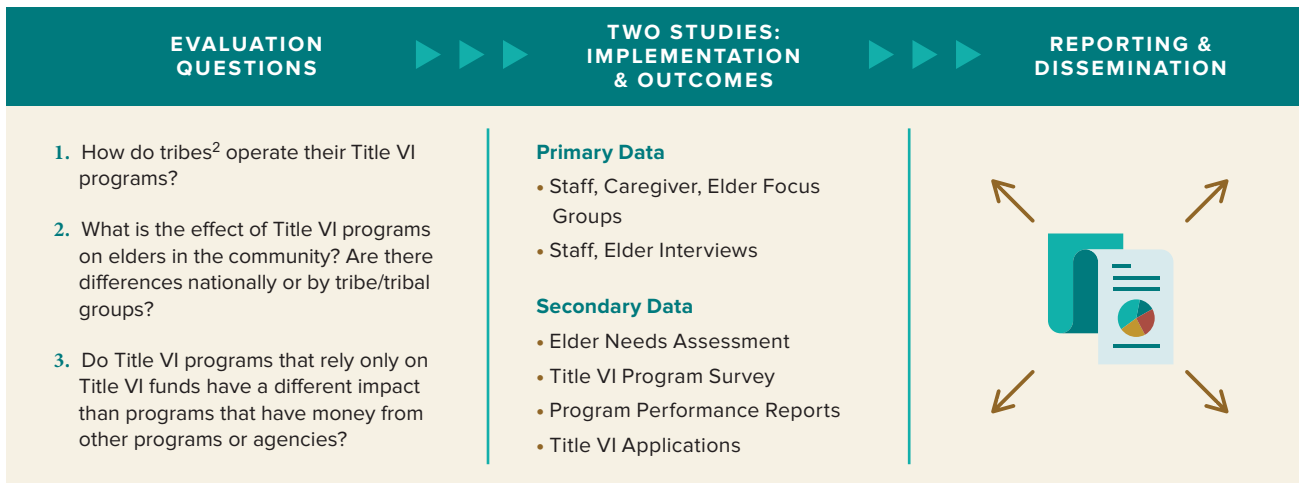 EVALUATION
QUESTIONS
TWO STUDIES:
IMPLEMENTATION
& OUTCOMES
REPORTING &
DISSEMINATION
1. How do tribes² operate their Title VI
programs?
2. What is the effect of Title VI programs
on elders in the community? Are there
differences nationally or by tribe/tribal
groups?
3. Do Title VI programs that rely only on
Title VI funds have a different impact
than programs that have money from
other programs or agencies?
Primary Data
• Staff, Caregiver, Elder Focus
Groups
• Staff, Elder Interviews
Secondary Data
• Elder Needs Assessment
• Title VI Program Survey
• Program Performance Reports
• Title VI Applications